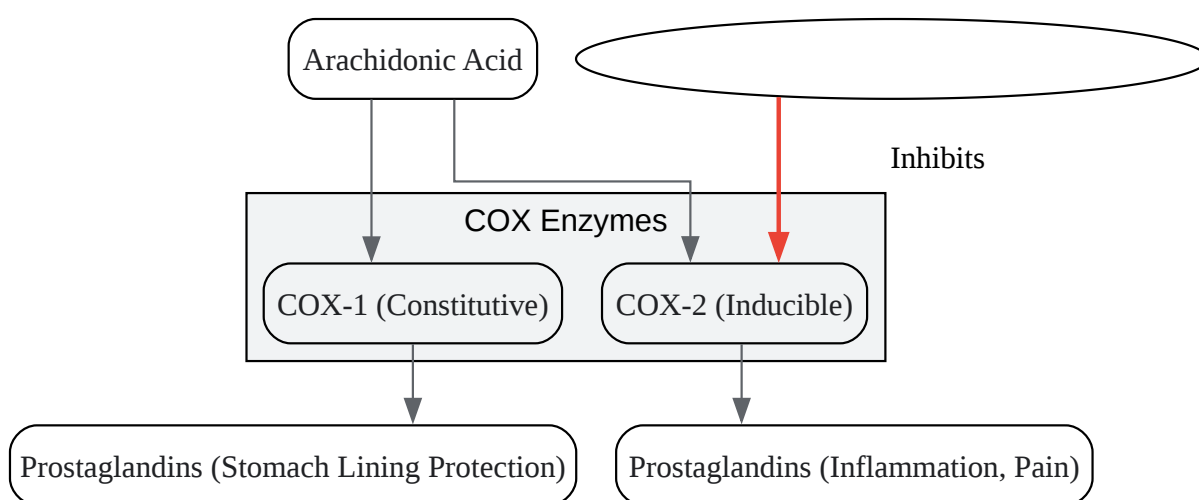 Arachidonic Acid
Inhibits
COX Enzymes
COX-1 (Constitutive)
COX-2 (Inducible)
Prostaglandins (Stomach Lining Protection)
Prostaglandins (Inflammation, Pain)